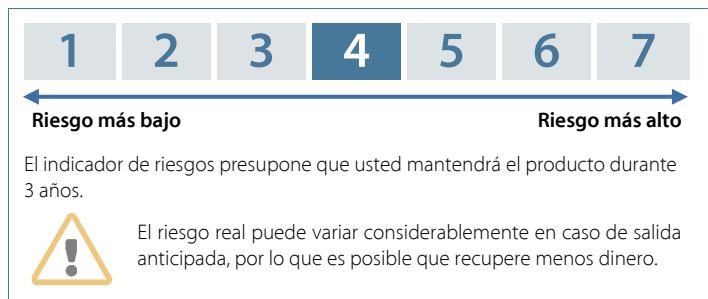 1 2 3 4 5 6 7
Riesgo más bajo Riesgo más alto
El indicador de riesgos presupone que usted mantendrá el producto durante
3 años.
El riesgo real puede variar considerablemente en caso de salida
anticipada, por lo que es posible que recupere menos dinero.